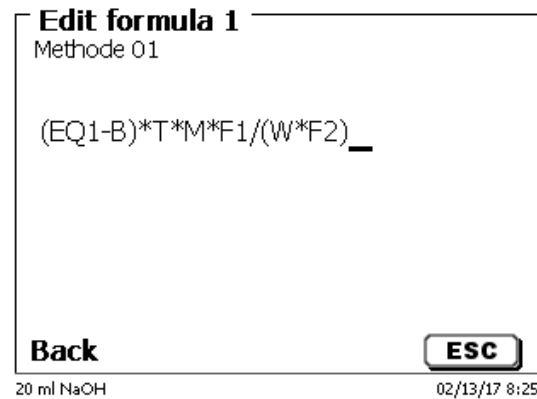 Edit formula 1
Methode 01
(EQ1-B)*T*M*F1/(W*F2)_
Back ESC
20 ml NaOH 02/13/17 8:25